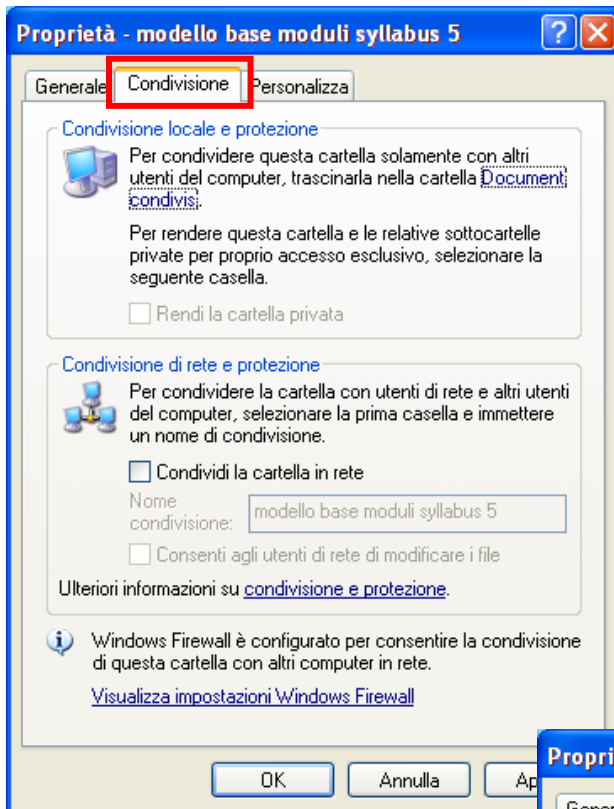 Proprietà - modello base moduli syllabus 5
Generale Condivisione Personalizza
Condivisione locale e protezione
Per condividere questa cartella solamente con altri
utenti del computer, trascinarla nella cartella Document
condivis.
Per rendere questa cartella e le relative sottocartelle
private per proprio accesso esclusivo, selezionare la
seguente casella.
Rendi la cartella privata
Condivisione di rete e protezione
Per condividere la cartella con utenti di rete e altri utenti
del computer, selezionare la prima casella e immettere
un nome di condivisione.
Condividi la cartella in rete
Nome
condivisione:
modello base moduli syllabus 5
Consenti agli utenti di rete di modificare i file
Ulteriori informazioni su condivisione e protezione.
Windows Firewall è configurato per consentire la condivisione
di questa cartella con altri computer in rete.
Visualizza impostazioni Windows Firewall
OK Annulla Ap
Propri